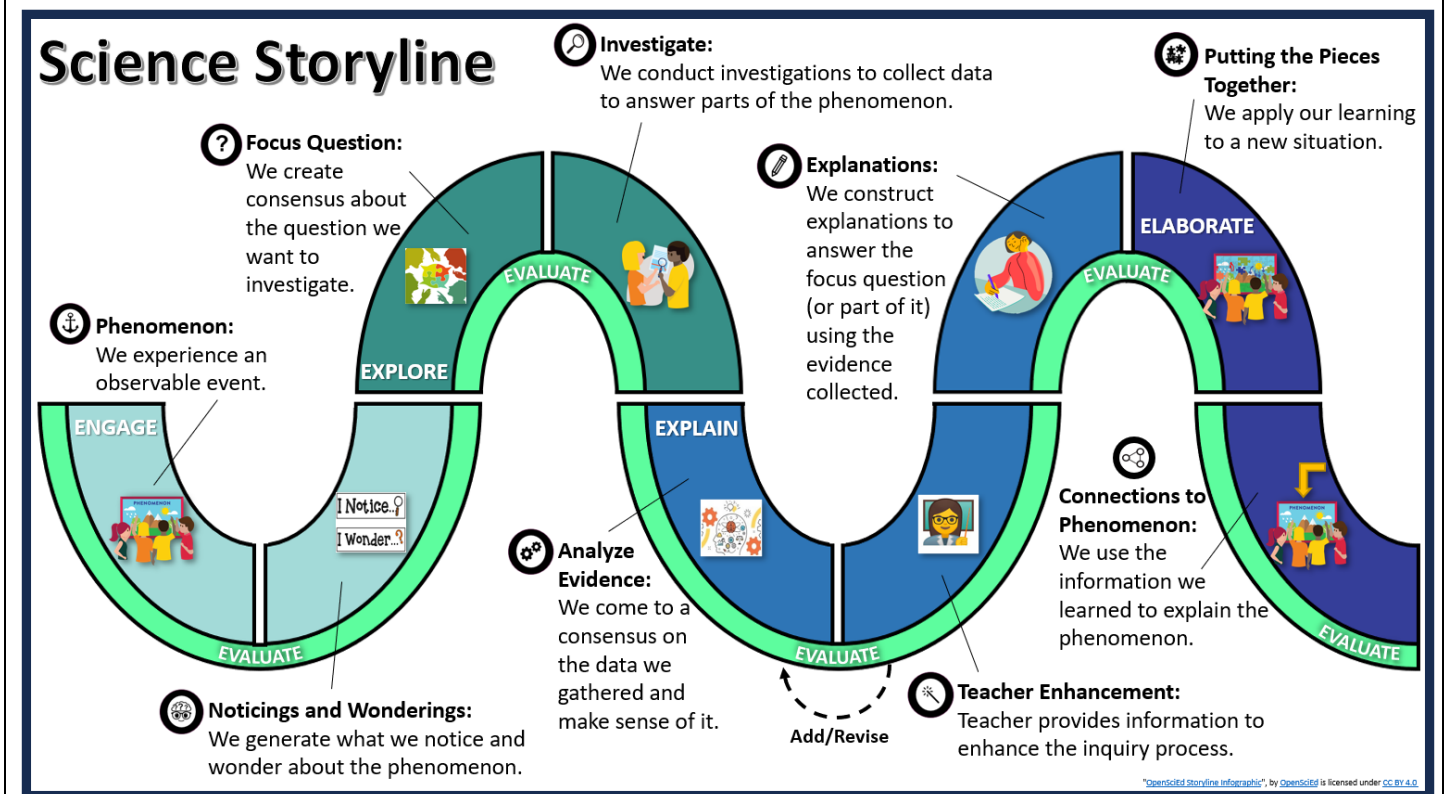 Science Storyline
Phenomenon:
We experience an
observable event.
ENGAGE
PHENOMENON
I Notice..
I Wonder...?
EVALUATE
Noticings and Wonderings:
We generate what we notice and
wonder about the phenomenon.
?
Focus Question:
We create
consensus about
the question we
want to
investigate.
EXPLORE
EVALUATE
Investigate:
We conduct investigations to collect data
to answer parts of the phenomenon.
EXPLAIN
Analyze
Evidence:
We come to a
consensus on
the data we
gathered and
make sense of it.
EVALUATE
Add/Revise
Teacher Enhancement:
Teacher provides information to
enhance the inquiry process.
Explanations:
We construct
explanations to
answer the
focus question
(or part of it)
using the
evidence
collected.
EVALUATE
Putting the Pieces
Together:
We apply our learning
to a new situation.
ELABORATE
Connections to
Phenomenon:
We use the
information we
learned to explain the
phenomenon.
PHENOMENON
EVALUATE
"OpenSciEd Storyline Infographic", by OpenSciEd is licensed under CC BY 4.0